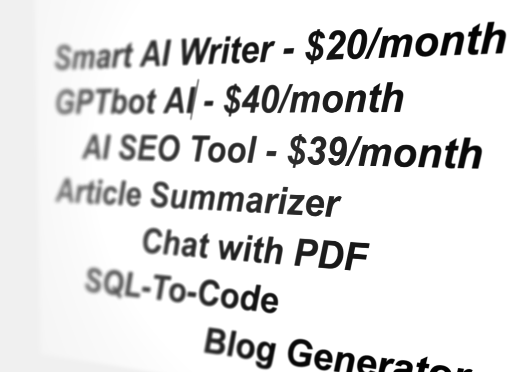 Smart AI Writer - $20/month
GPTbot AI - $40/month
AI SEO Tool - $39/month
Article Summarizer
Chat with PDF
SQL-To-Code
Blog Generator